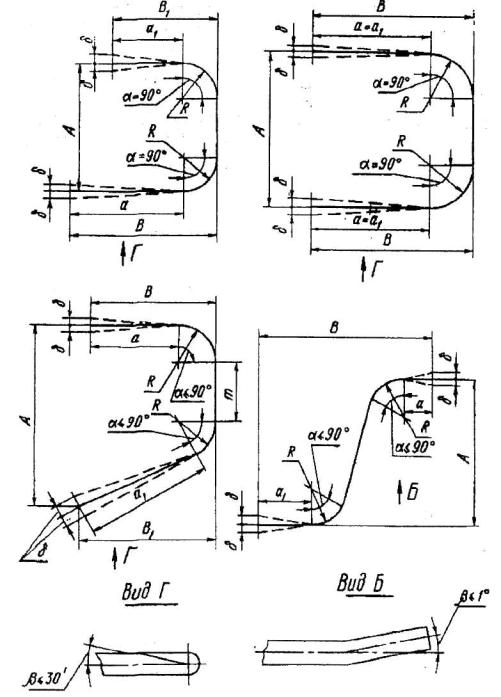 B₁
a₁
б
б
A
α=90°
R
R
α=90°
б
б
a
B
Г
B
a=a₁
б
б
A
α=90°
R
R
α=90°
б
б
a=a₁
B
Г
B
a
б
б
A
R
α≤90°
m
R
α≤90°
a₁
B₁
б
Г
B
б
б
a
R
α≤90°
A
R
α≤90°
a₁
б
б
Б
Вид Г
β≤30'
Вид Б
β≤1°